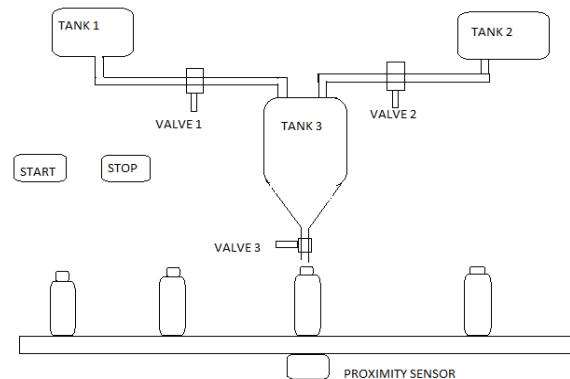 TANK 1
TANK 2
VALVE 1
VALVE 2
TANK 3
START
STOP
VALVE 3
PROXIMITY SENSOR